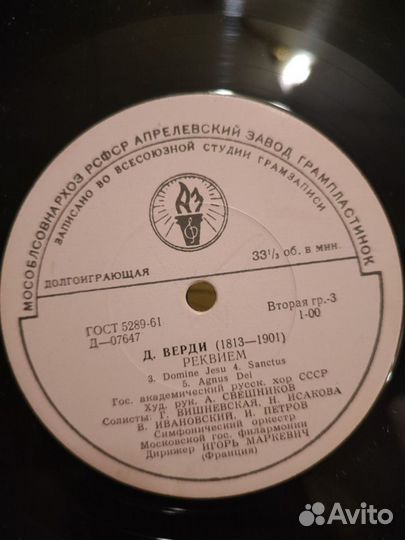 МОСОБЛСОВНАРХОЗ РСФСР АПРЕЛЕВСКИЙ ЗАВОД ГРАМПЛАСТИНОК
ЗАПИСАНО ВО ВСЕСОЮЗНОЙ СТУДИИ ГРАМЗАПИСИ
АЗ
ДОЛГОИГРАЮЩАЯ
33⅓ об. в мин.
ГОСТ 5289-61
Д—07647
Вторая гр.-3
1-00
Д. ВЕРДИ (1813—1901)
РЕКВИЕМ
3. Domine Jesu 4. Sanctus
5. Agnus Dei
Гос. академический русск. хор СССР
Худ. рук. А. СВЕШНИКОВ
Солисты: Г. ВИШНЕВСКАЯ, Н. ИСАКОВА
В. ИВАНОВСКИЙ, И. ПЕТРОВ
Симфонический оркестр
Московской гос. филармонии
Дирижер ИГОРЬ МАРКЕВИЧ
(Франция)
Avito